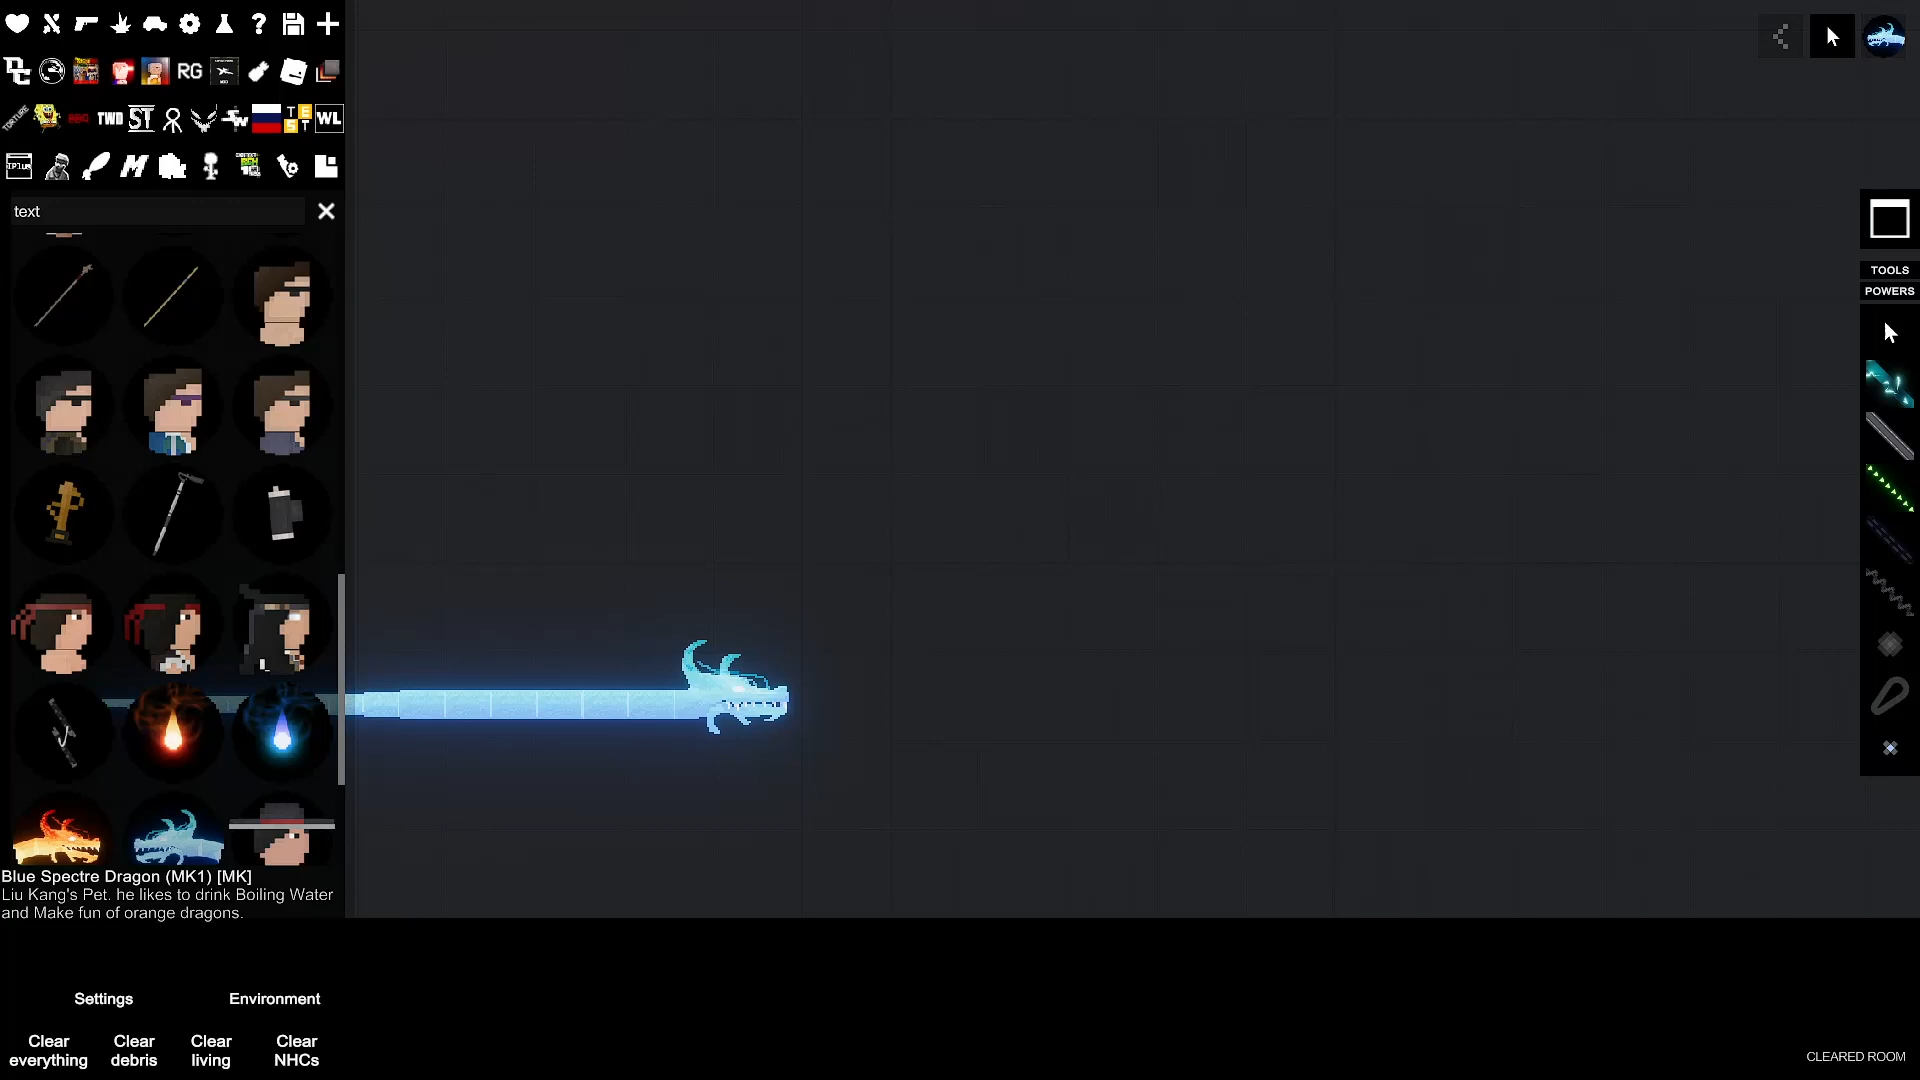 RG
TORTURE
TWD
ST
T E
S T
WL
text
TOOLS
POWERS
Blue Spectre Dragon (MK1) [MK]
Liu Kang's Pet. he likes to drink Boiling Water
and Make fun of orange dragons.
Settings
Environment
Clear
everything
Clear
debris
Clear
living
Clear
NHCs
CLEARED ROOM